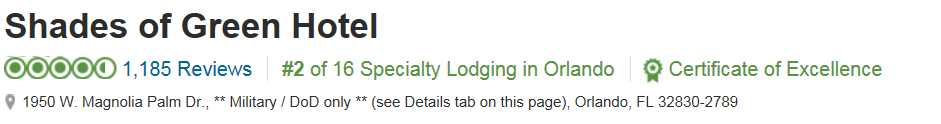 Shades of Green Hotel
1,185 Reviews #2 of 16 Specialty Lodging in Orlando Certificate of Excellence
1950 W. Magnolia Palm Dr., ** Military / DoD only ** (see Details tab on this page), Orlando, FL 32830-2789